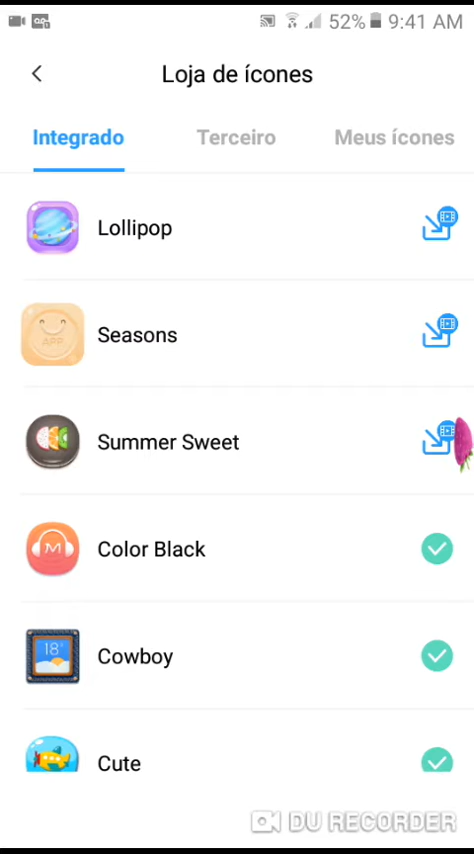 52% 9:41 AM
Loja de ícones
Integrado Terceiro Meus ícones
Lollipop
APP
Seasons
Summer Sweet
M
Color Black
18°
Cowboy
Cute
DU RECORDER